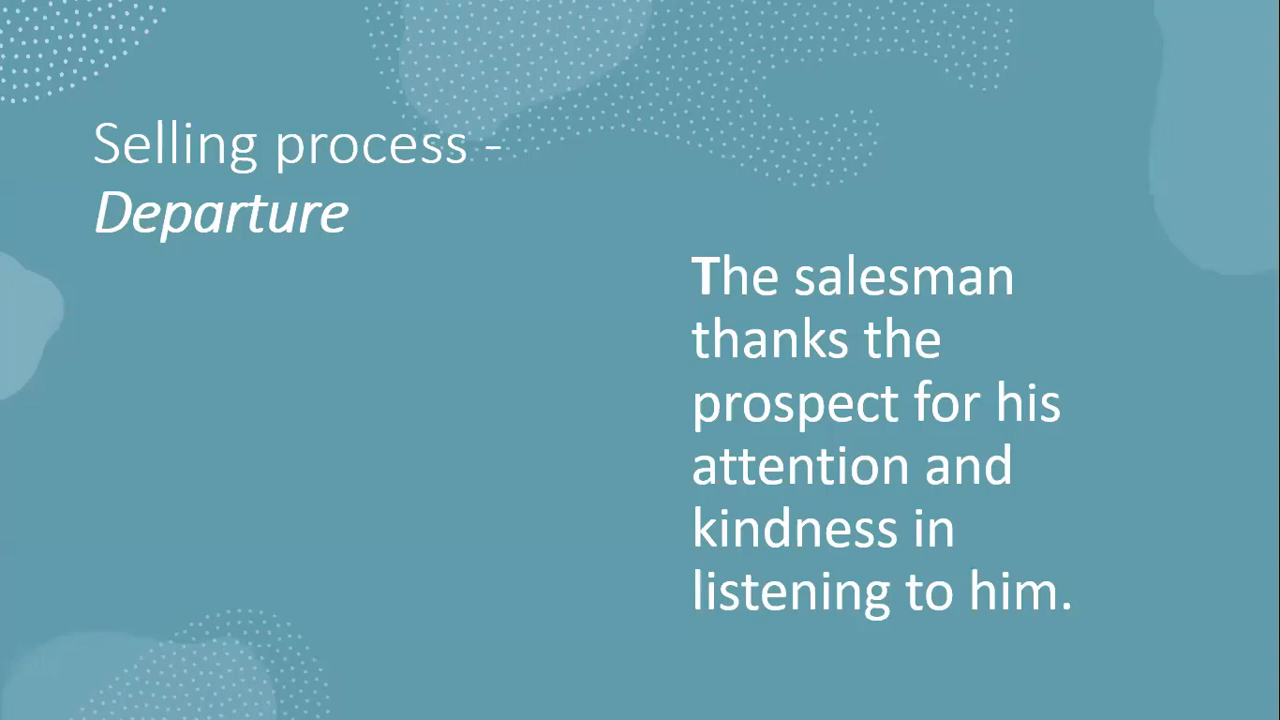 Selling process -
Departure
The salesman
thanks the
prospect for his
attention and
kindness in
listening to him.